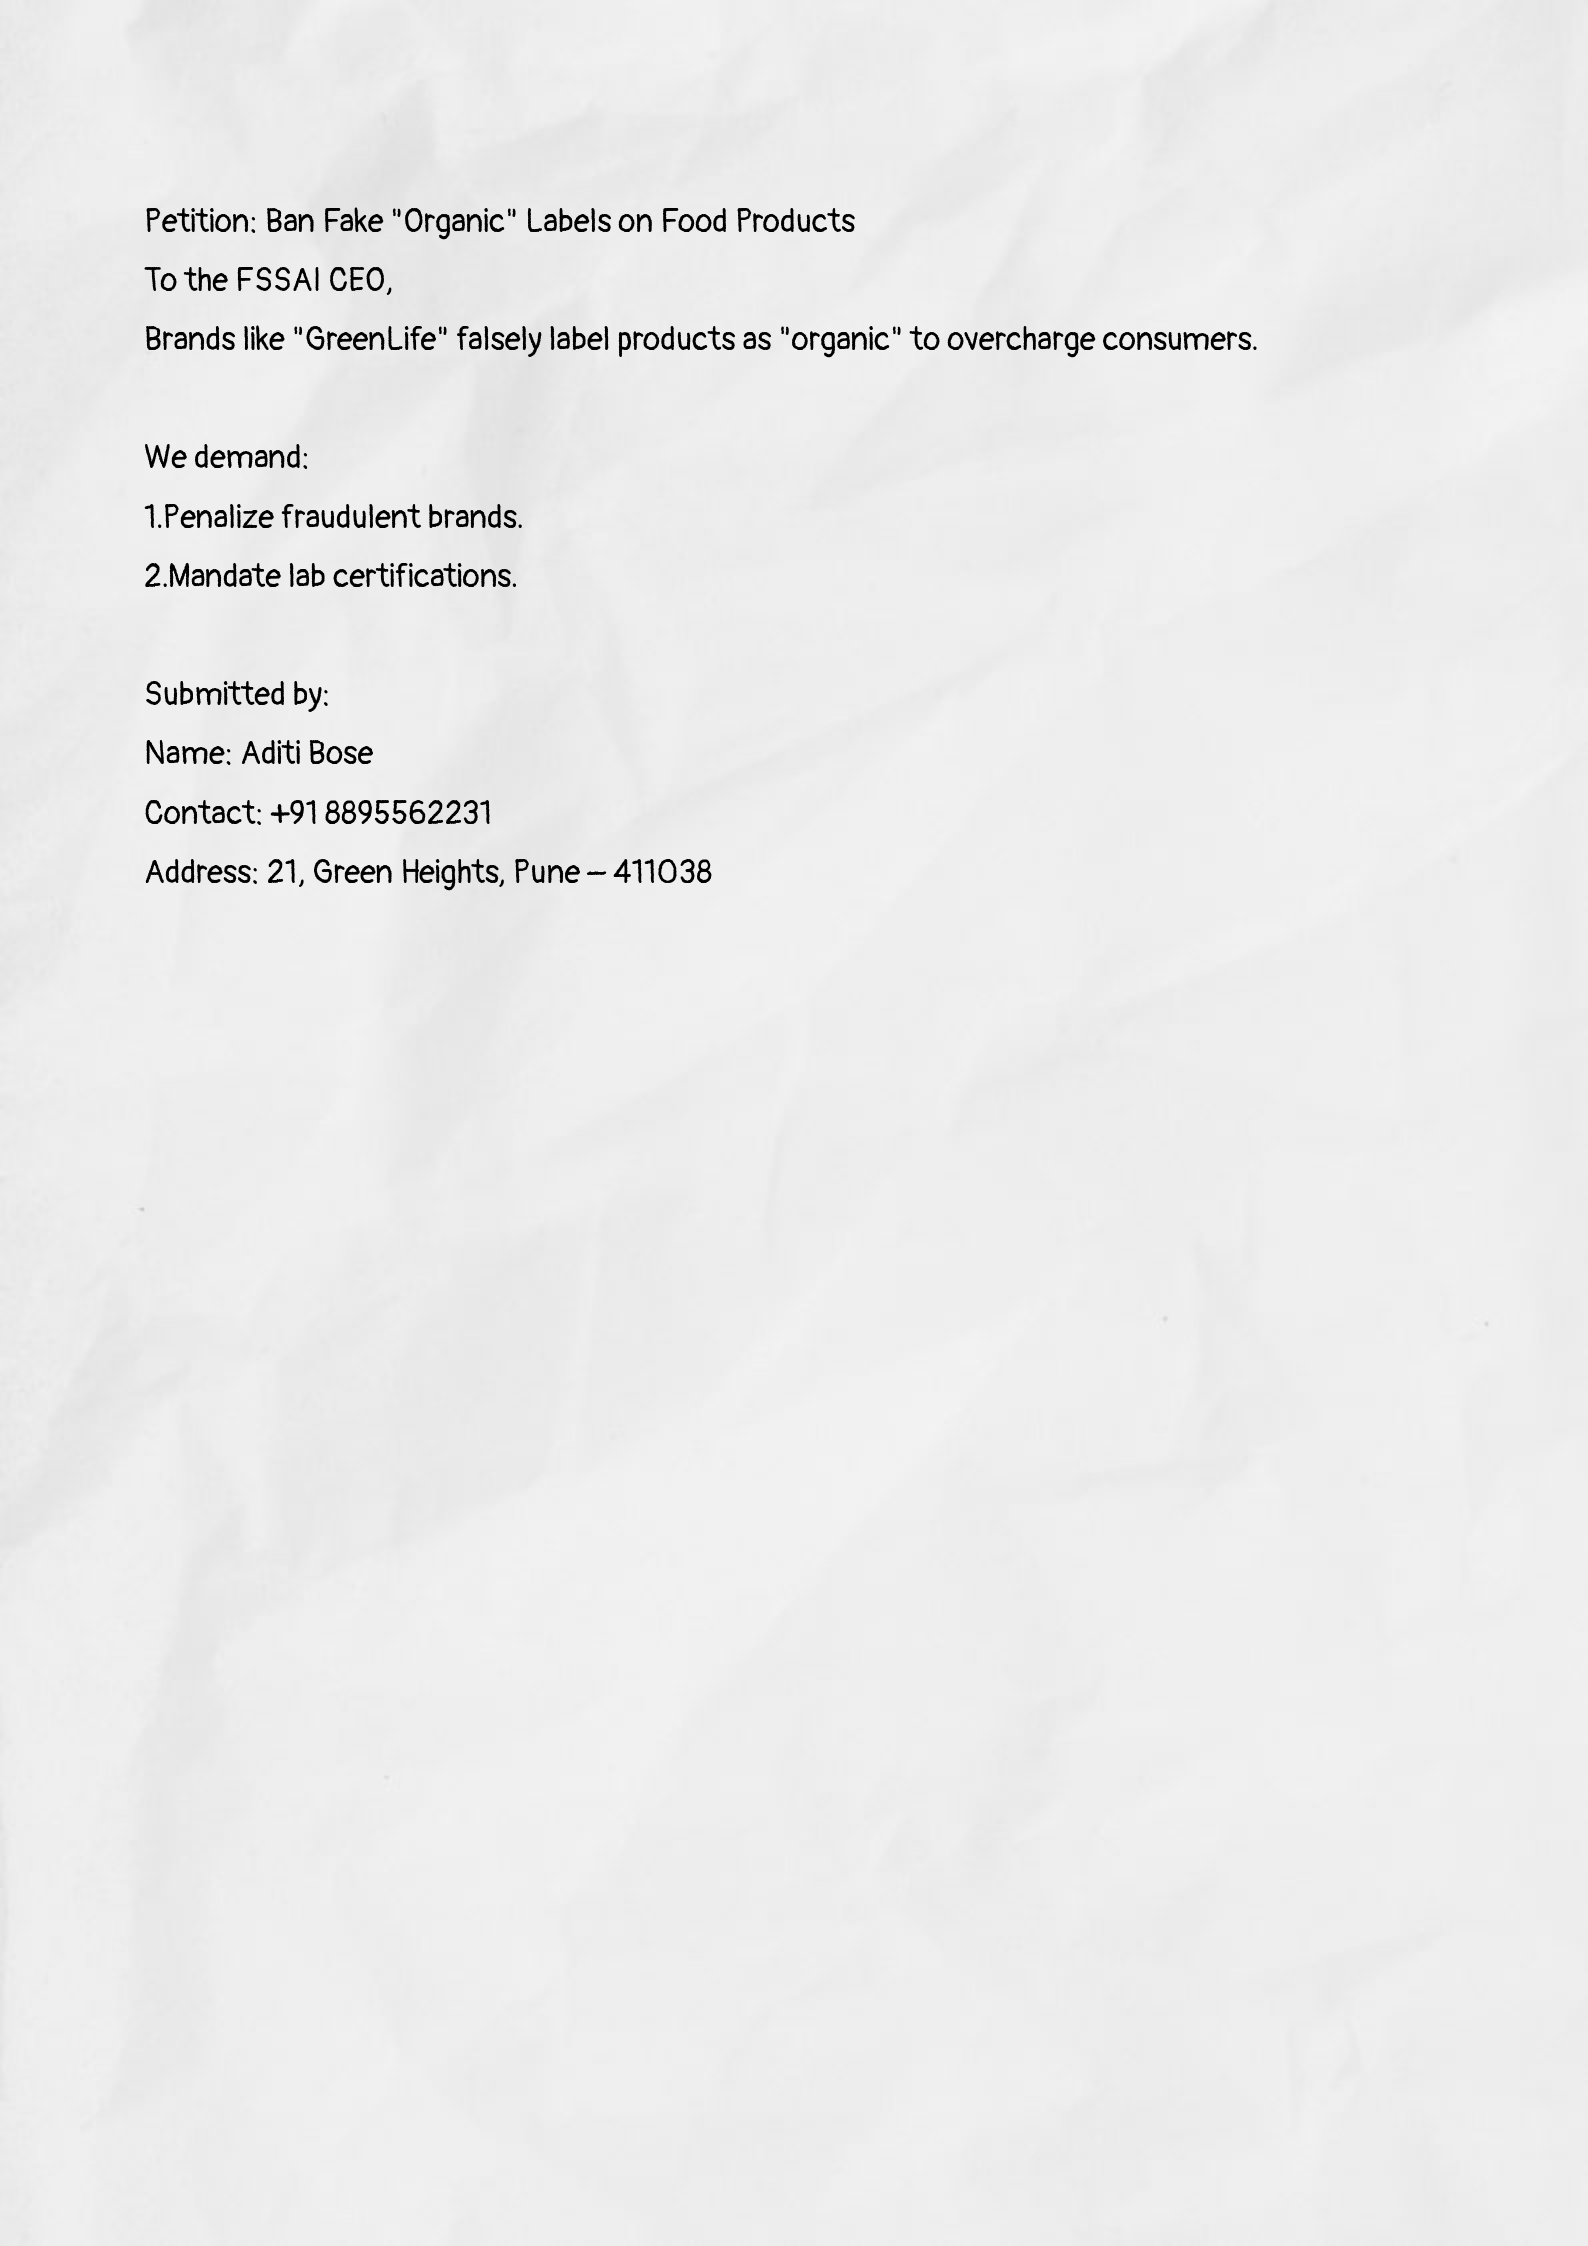 Petition: Ban Fake "Organic" Labels on Food Products
To the FSSAI CEO,
Brands like "GreenLife" falsely label products as "organic" to overcharge consumers.
We demand:
1.Penalize fraudulent brands.
2.Mandate lab certifications.
Submitted by:
Name: Aditi Bose
Contact: +91 8895562231
Address: 21, Green Heights, Pune – 411038